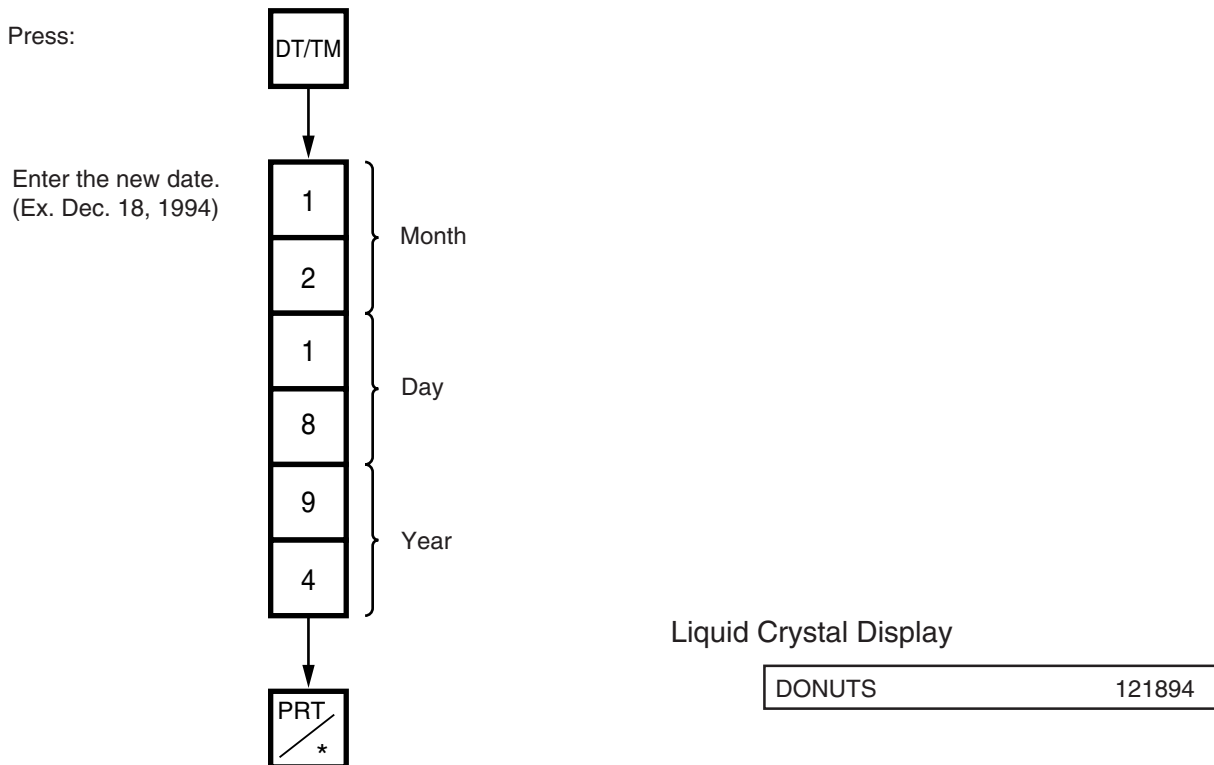 Press:
DT/TM
Enter the new date.
(Ex. Dec. 18, 1994)
1
2
Month
1
8
Day
9
4
Year
PRT
*
Liquid Crystal Display
DONUTS 121894